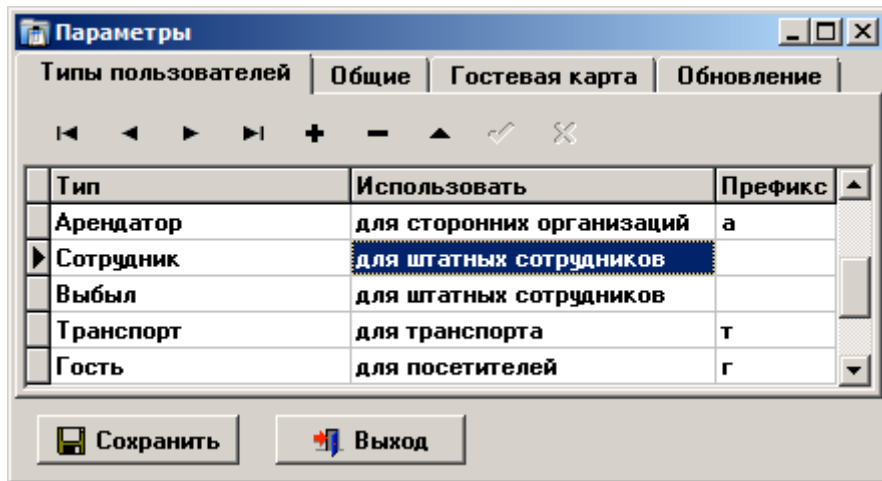 Параметры
Типы пользователей Общие Гостевая карта Обновление
Тип Использовать Префикс
Арендатор для сторонних организаций а
Сотрудник для штатных сотрудников
Выбыл для штатных сотрудников
Транспорт для транспорта т
Гость для посетителей г
Сохранить Выход